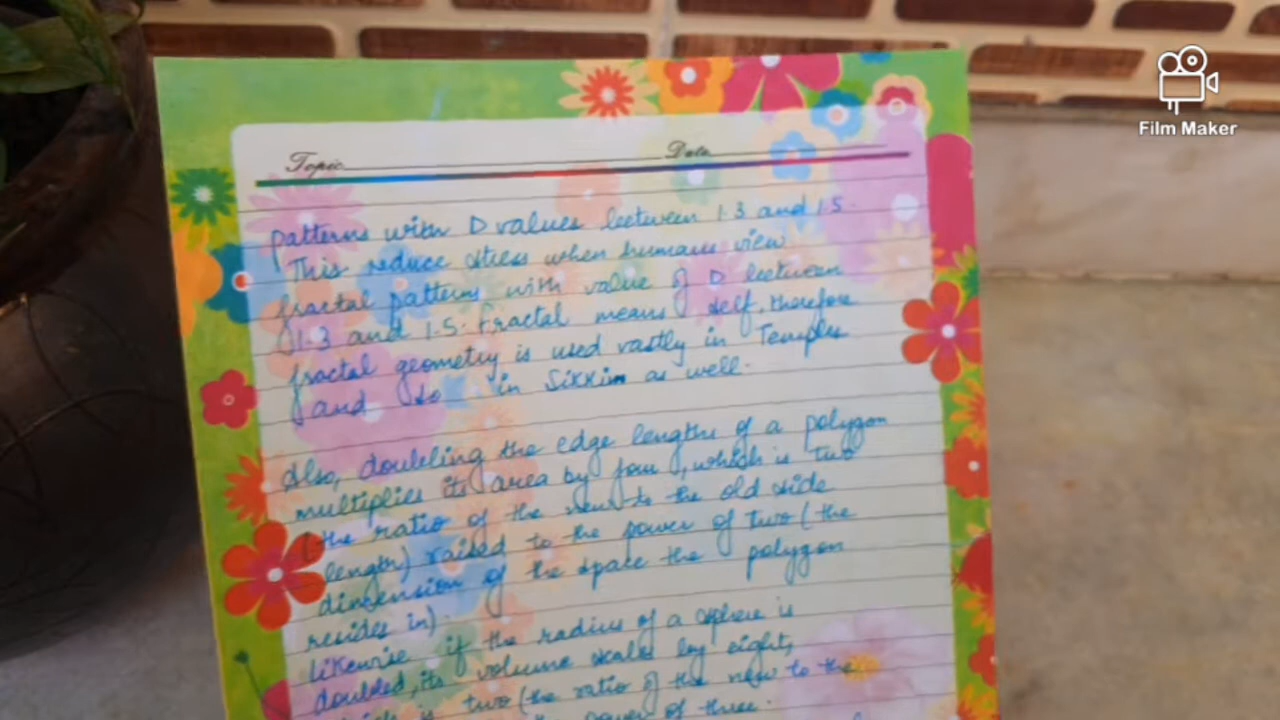 Film Maker
Topic Date
patterns with D values between 1.3 and 1.5.
This reduce stress when humans view
fractal patterns with value of D between
1.3 and 1.5. Fractal means self, therefore
fractal geometry is used vastly in Temples
and so in Sikkim as well.
Also, doubling the edge lengths of a polygon
multiplies its area by four, which is two
(the ratio of the new to the old side
length) raised to the power of two (the
dimension of the space the polygon
resides in)
likewise if the radius of a sphere is
doubled, its volume scales by eight,
which is two (the ratio of the new to the
power of three.